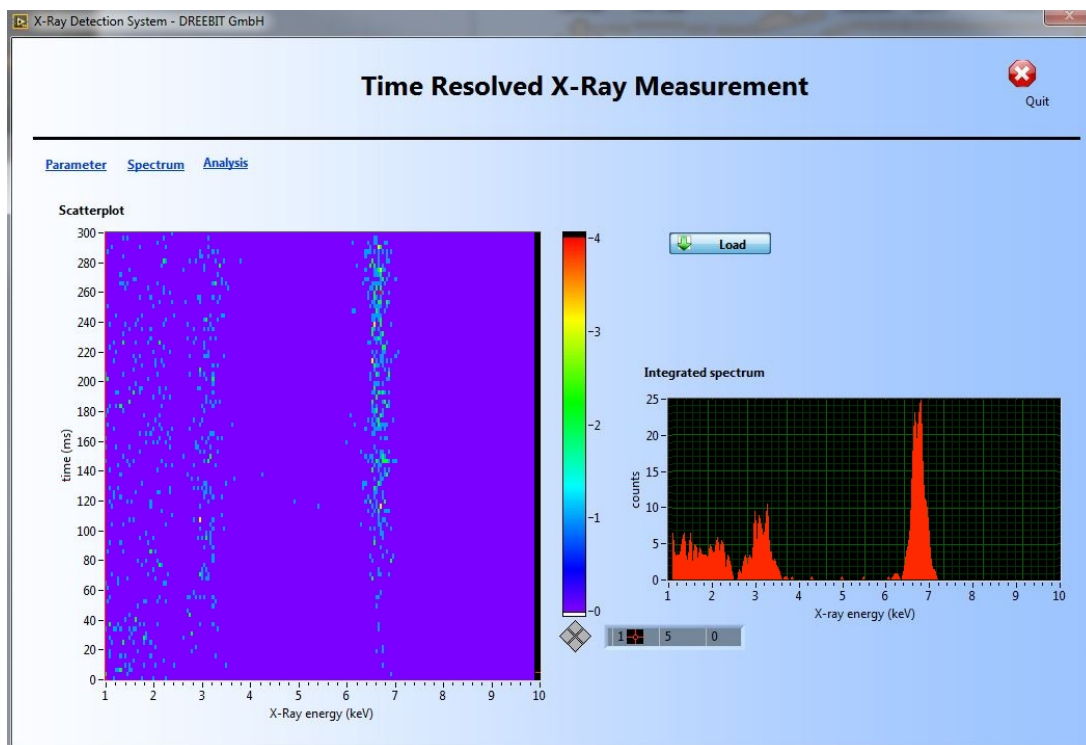 X-Ray Detection System - DREEBIT GmbH
Time Resolved X-Ray Measurement
Quit
Parameter Spectrum Analysis
Scatterplot
300
280
260
240
220
200
180
160
140
120
100
80
60
40
20
0
time (ms)
1 2 3 4 5 6 7 8 9 10
X-Ray energy (keV)
4
3
2
1
0
Load
Integrated spectrum
25
20
15
10
5
0
counts
1 2 3 4 5 6 7 8 9 10
X-ray energy (keV)
1 5 0